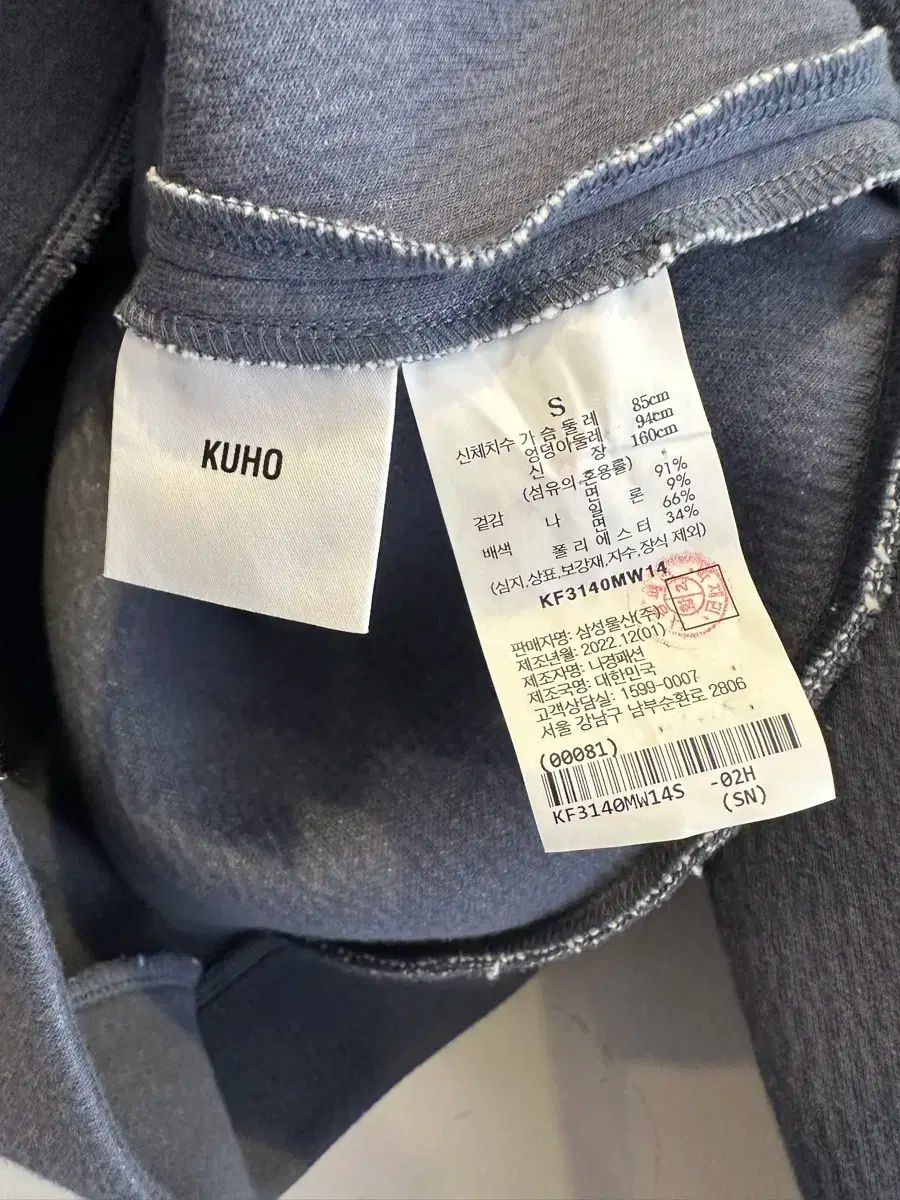 KUHO
S
신체치수 가슴둘레 85cm
엉덩이둘레 94cm
신 장 160cm
(섬유의 혼용률)
겉감 면 91%
나 일 론 9%
배색 면 66%
폴 리 에 스 터 34%
(심지,상표,보강재,자수,장식 제외)
KF3140MW14
판매자명: 삼성물산(주)
제조년월: 2022.12(01)
제조자명: 나경패션
제조국명: 대한민국
고객상담실: 1599-0007
서울 강남구 남부순환로 2806
(00081)
KF3140MW14S -02H
(SN)